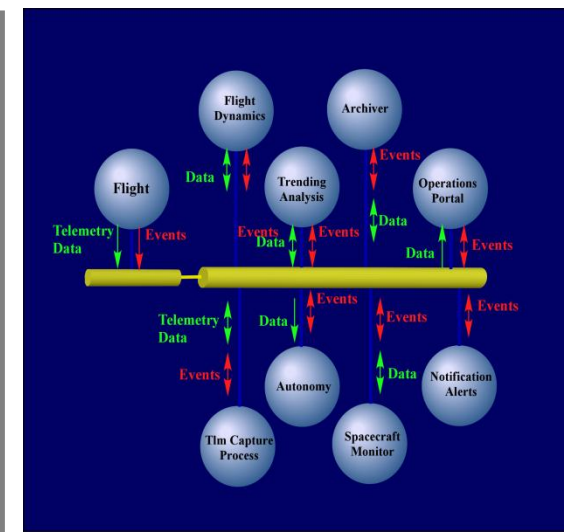 Flight
Dynamics
Archiver
Events
Data
Trending
Analysis
Operations
Portal
Flight
Telemetry
Data
Events
Events
Data
Events
Data
Data
Events
Telemetry
Data
Data
Events
Events
Events
Events
Data
Autonomy
Notification
Alerts
Tlm Capture
Process
Spacecraft
Monitor